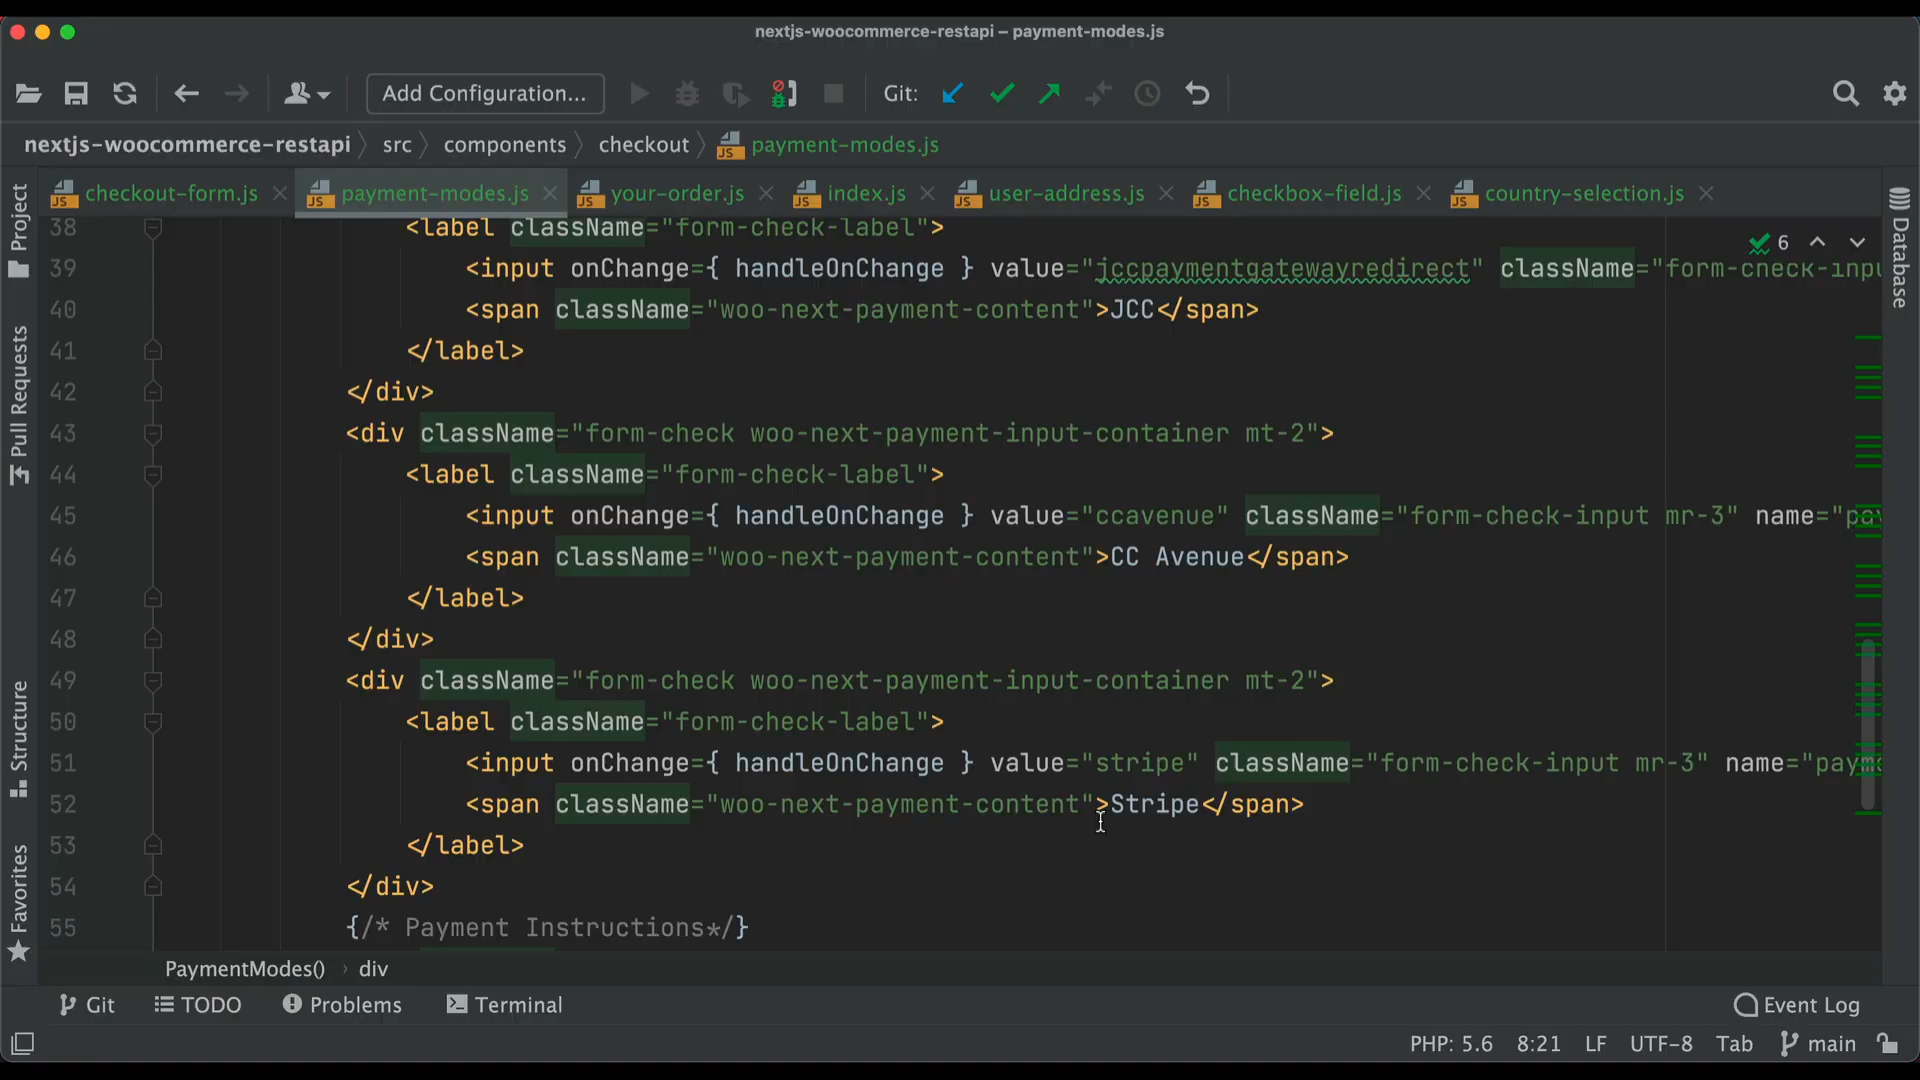 nextjs-woocommerce-restapi – payment-modes.js
Add Configuration... Git:
nextjs-woocommerce-restapi src components checkout payment-modes.js
checkout-form.js payment-modes.js your-order.js index.js user-address.js checkbox-field.js country-selection.js
Project
Pull Requests
Structure
Favorites
Database
6
38 <label className="form-check-label">
39 <input onChange={ handleOnChange } value="jccpaymentgatewayredirect" className="form-check-inpu
40 <span className="woo-next-payment-content">JCC</span>
41 </label>
42 </div>
43 <div className="form-check woo-next-payment-input-container mt-2">
44 <label className="form-check-label">
45 <input onChange={ handleOnChange } value="ccavenue" className="form-check-input mr-3" name="pay
46 <span className="woo-next-payment-content">CC Avenue</span>
47 </label>
48 </div>
49 <div className="form-check woo-next-payment-input-container mt-2">
50 <label className="form-check-label">
51 <input onChange={ handleOnChange } value="stripe" className="form-check-input mr-3" name="payme
52 <span className="woo-next-payment-content">Stripe</span>
53 </label>
54 </div>
55 {/* Payment Instructions*/}
PaymentModes() div
Git TODO Problems Terminal Event Log
PHP: 5.6 8:21 LF UTF-8 Tab main